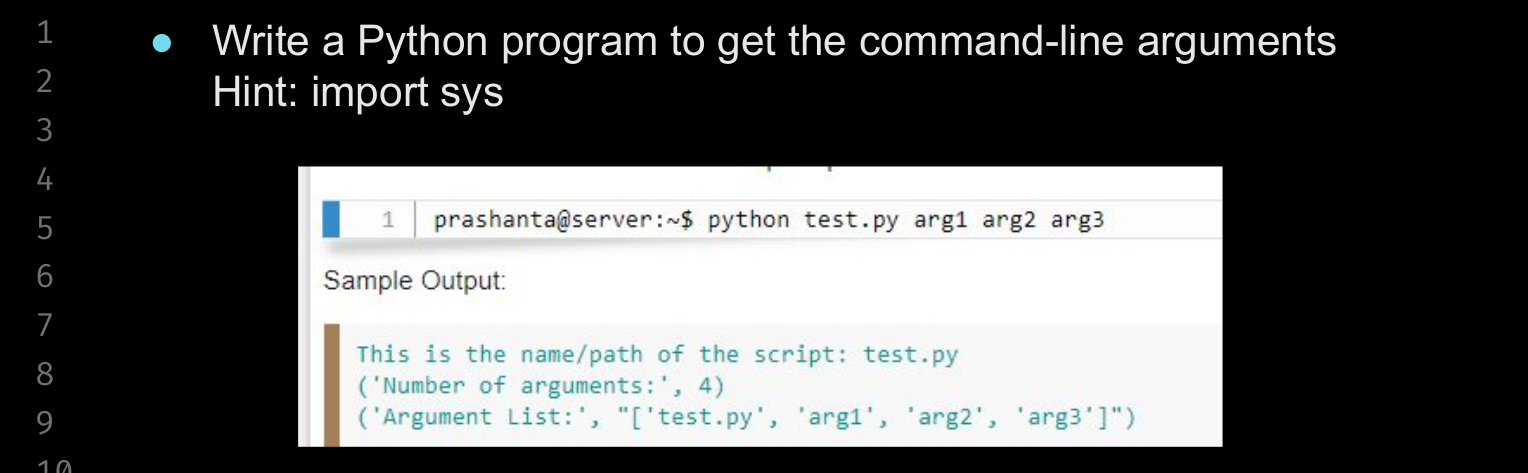 1
2
3
4
5
6
7
8
9
10
● Write a Python program to get the command-line arguments
Hint: import sys
1 prashanta@server:~$ python test.py arg1 arg2 arg3
Sample Output:
This is the name/path of the script: test.py
('Number of arguments:', 4)
('Argument List:', "['test.py', 'arg1', 'arg2', 'arg3']")